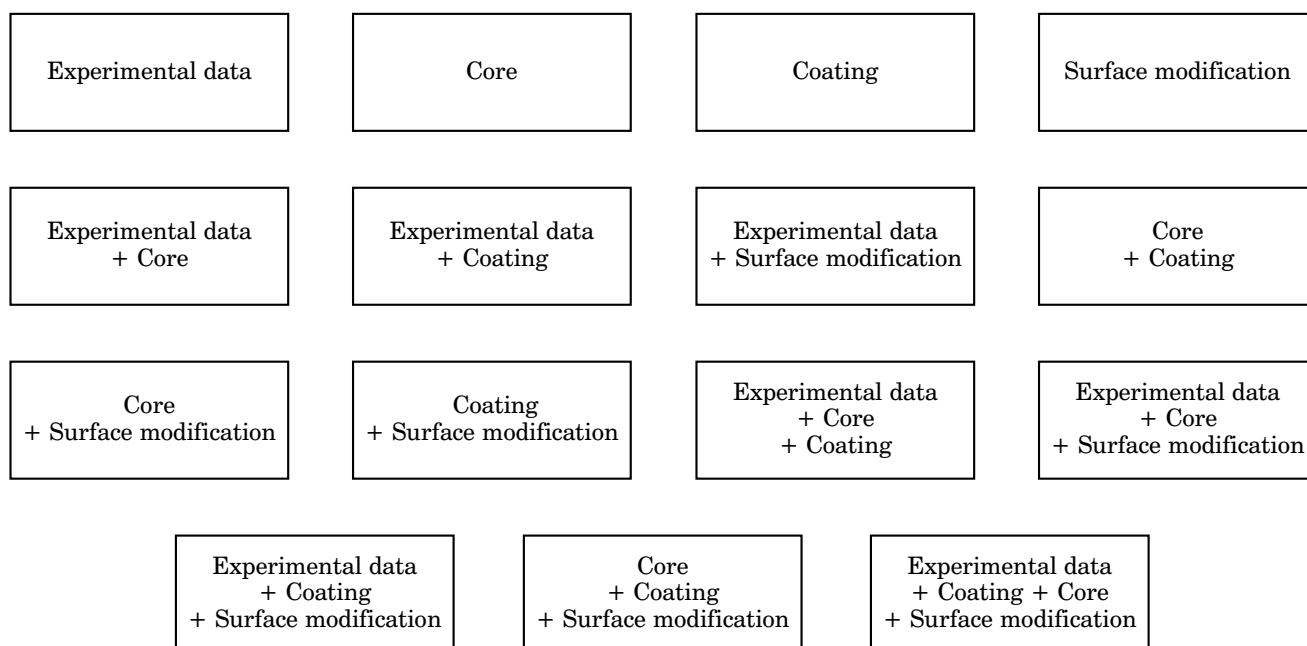 Experimental data
Core
Coating
Surface modification
Experimental data
+ Core
Experimental data
+ Coating
Experimental data
+ Surface modification
Core
+ Coating
Core
+ Surface modification
Coating
+ Surface modification
Experimental data
+ Core
+ Coating
Experimental data
+ Core
+ Surface modification
Experimental data
+ Coating
+ Surface modification
Core
+ Coating
+ Surface modification
Experimental data
+ Coating + Core
+ Surface modification